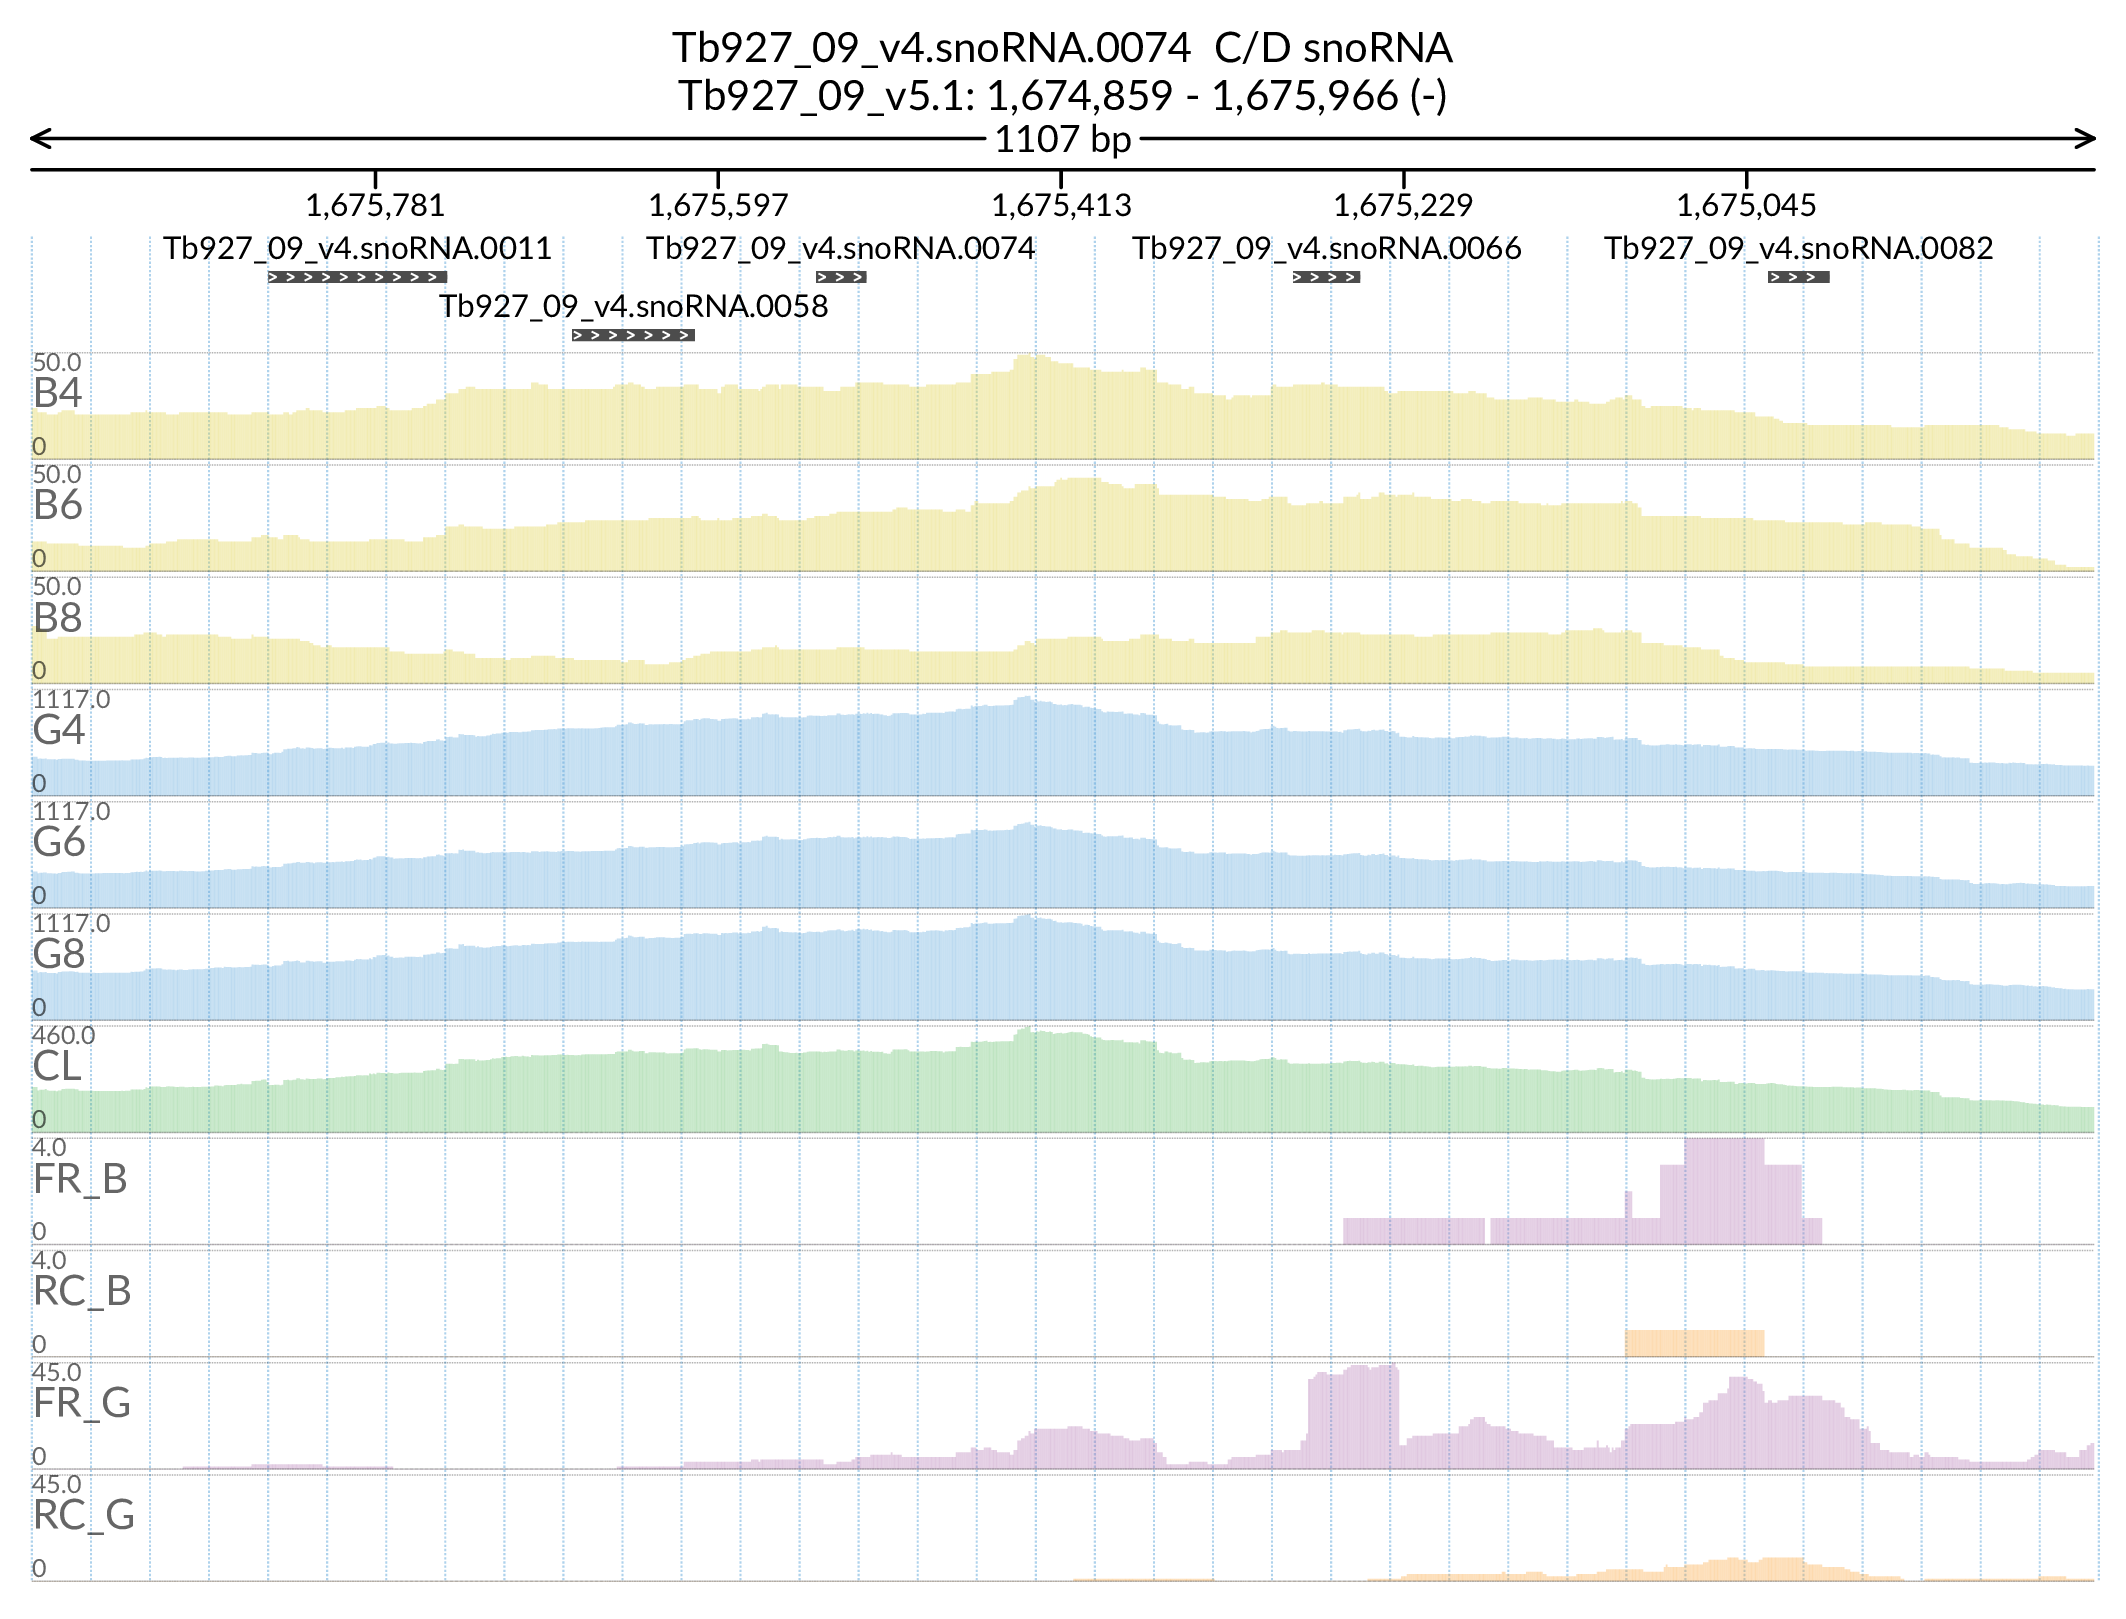 Tb927_09_v4.snoRNA.0074 C/D snoRNA
Tb927_09_v5.1: 1,674,859 - 1,675,966 (-)
1107 bp
1,675,781 1,675,597 1,675,413 1,675,229 1,675,045
Tb927_09_v4.snoRNA.0011 Tb927_09_v4.snoRNA.0074 Tb927_09_v4.snoRNA.0066 Tb927_09_v4.snoRNA.0082
Tb927_09_v4.snoRNA.0058
50.0
B4
0
50.0
B6
0
50.0
B8
0
1117.0
G4
0
1117.0
G6
0
1117.0
G8
0
460.0
CL
0
4.0
FR_B
0
4.0
RC_B
0
45.0
FR_G
0
45.0
RC_G
0